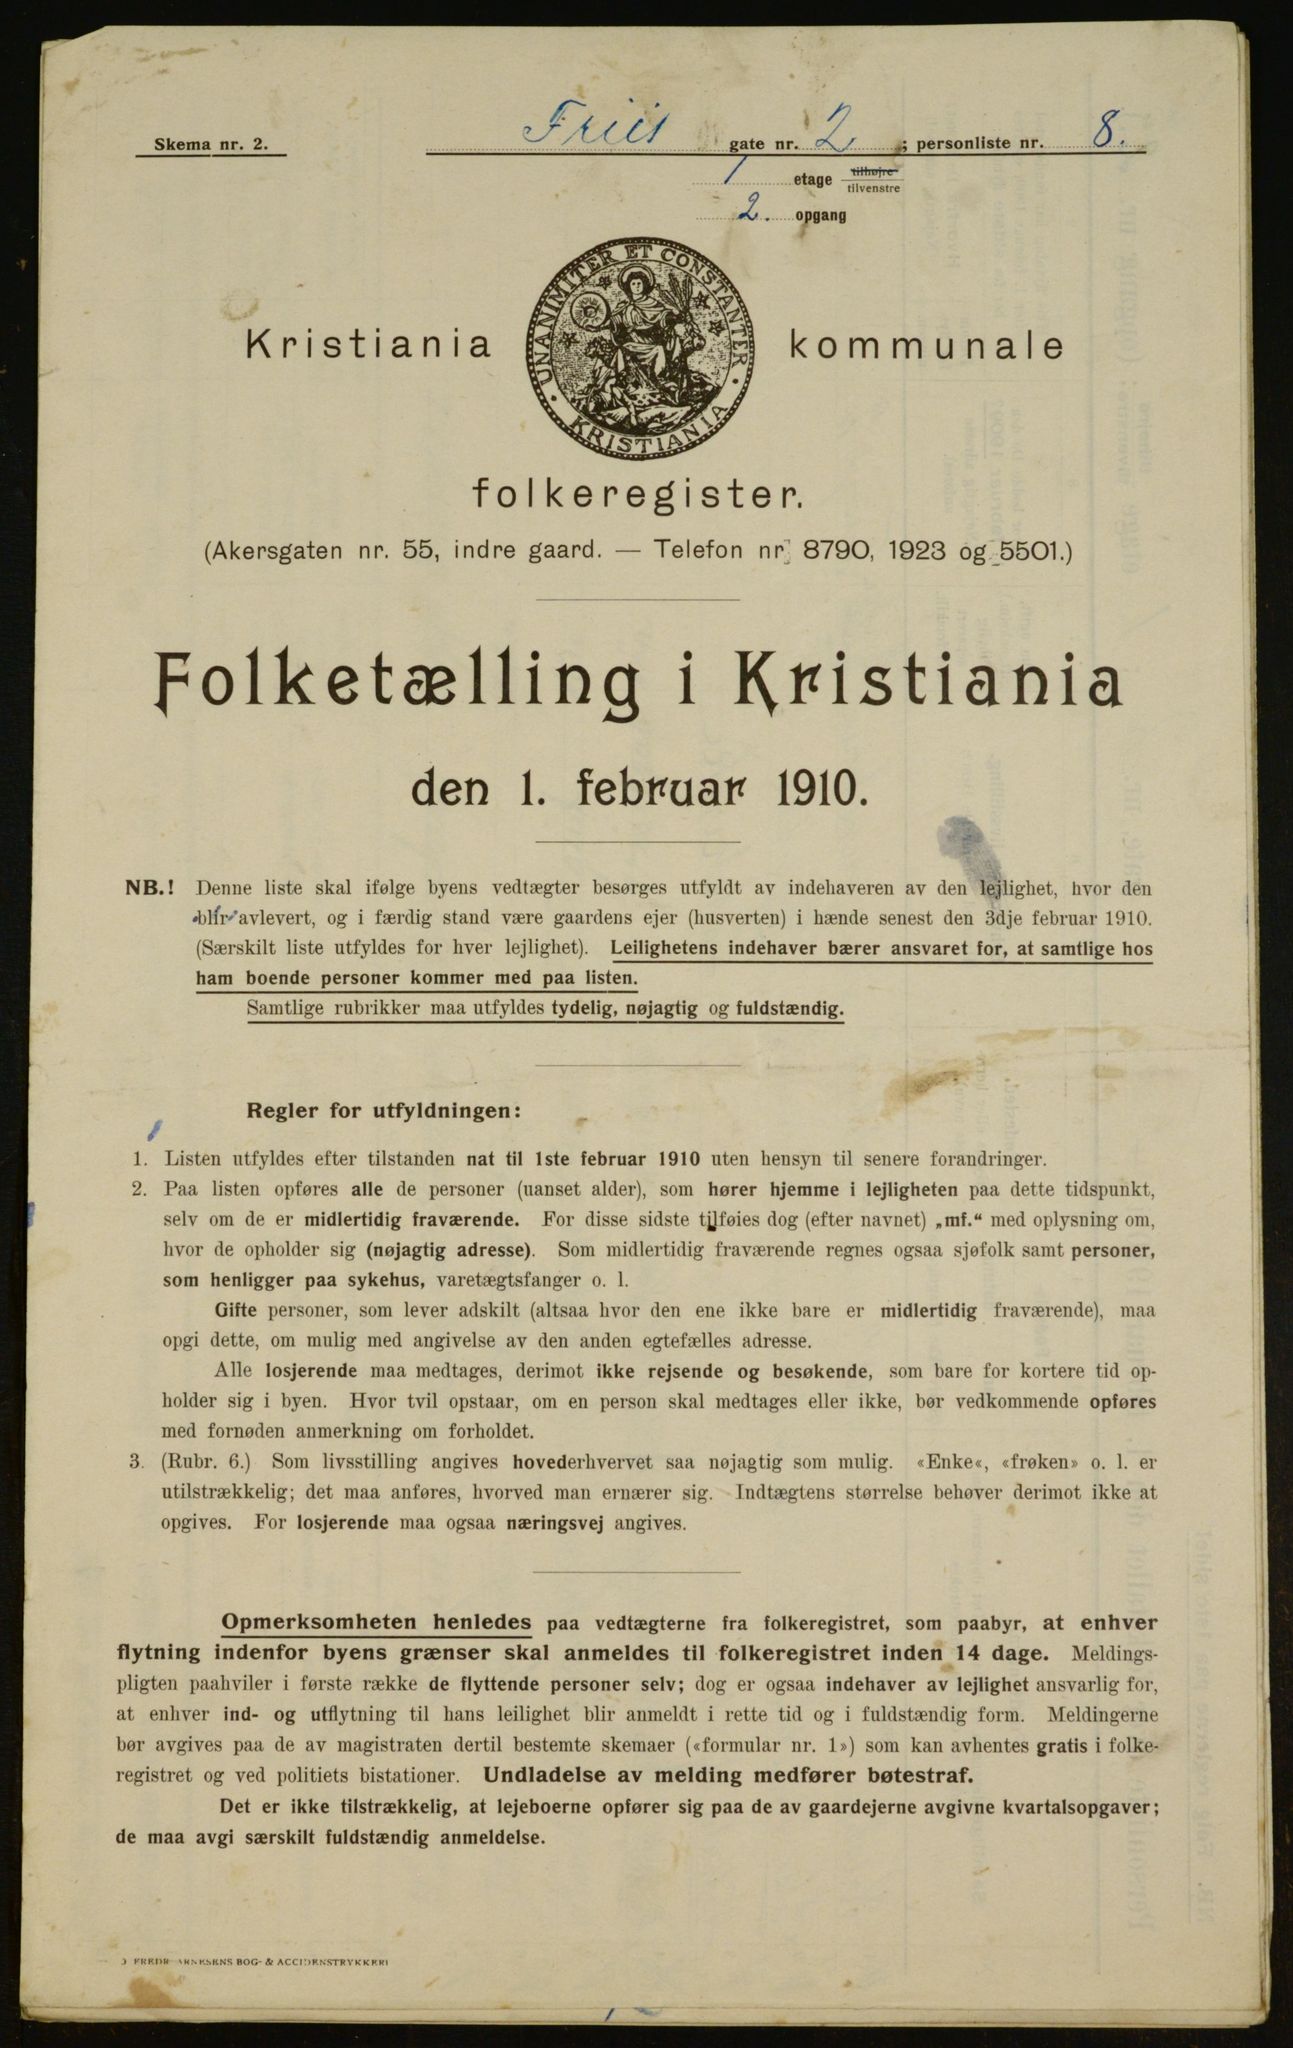 Skema nr. 2.
Friis gate nr. 2 ; personliste nr. 8.
1 etage tilhøjre
tilvenstre
2. opgang
UNANIMITER ET CONSTANTER
KRISTIANIA
Kristiania kommunale
folkeregister.
(Akersgaten nr. 55, indre gaard. — Telefon nr. 8790, 1923 og 5501.)
Folketælling i Kristiania
den 1. februar 1910.
NB.! Denne liste skal ifølge byens vedtægter besørges utfyldt av indehaveren av den lejlighet, hvor den
blir avlevert, og i færdig stand være gaardens ejer (husverten) i hænde senest den 3dje februar 1910.
(Særskilt liste utfyldes for hver lejlighet). Leilighetens indehaver bærer ansvaret for, at samtlige hos
ham boende personer kommer med paa listen.
Samtlige rubrikker maa utfyldes tydelig, nøjagtig og fuldstændig.
Regler for utfyldningen:
1. Listen utfyldes efter tilstanden nat til 1ste februar 1910 uten hensyn til senere forandringer.
2. Paa listen opføres alle de personer (uanset alder), som hører hjemme i lejligheten paa dette tidspunkt,
selv om de er midlertidig fraværende. For disse sidste tilføies dog (efter navnet) „mf.“ med oplysning om,
hvor de opholder sig (nøjagtig adresse). Som midlertidig fraværende regnes ogsaa sjøfolk samt personer,
som henligger paa sykehus, varetægtsfanger o. l.
Gifte personer, som lever adskilt (altsaa hvor den ene ikke bare er midlertidig fraværende), maa
opgi dette, om mulig med angivelse av den anden egtefælles adresse.
Alle losjerende maa medtages, derimot ikke rejsende og besøkende, som bare for kortere tid op-
holder sig i byen. Hvor tvil opstaar, om en person skal medtages eller ikke, bør vedkommende opføres
med fornøden anmerkning om forholdet.
3. (Rubr. 6.) Som livsstilling angives hovederhvervet saa nøjagtig som mulig. «Enke«, «frøken» o. l. er
utilstrækkelig; det maa anføres, hvorved man ernærer sig. Indtægtens størrelse behøver derimot ikke at
opgives. For losjerende maa ogsaa næringsvej angives.
Opmerksomheten henledes paa vedtægterne fra folkeregistret, som paabyr, at enhver
flytning indenfor byens grænser skal anmeldes til folkeregistret inden 14 dage. Meldings-
pligten paahviler i første række de flyttende personer selv; dog er ogsaa indehaver av lejlighet ansvarlig for,
at enhver ind- og utflytning til hans leilighet blir anmeldt i rette tid og i fuldstændig form. Meldingerne
bør avgives paa de av magistraten dertil bestemte skemaer («formular nr. 1») som kan avhentes gratis i folke-
registret og ved politiets bistationer. Undladelse av melding medfører bøtestraf.
Det er ikke tilstrækkelig, at lejeboerne opfører sig paa de av gaardejerne avgivne kvartalsopgaver;
de maa avgi særskilt fuldstændig anmeldelse.
BOG- & ACCIDENSTRYKKERI